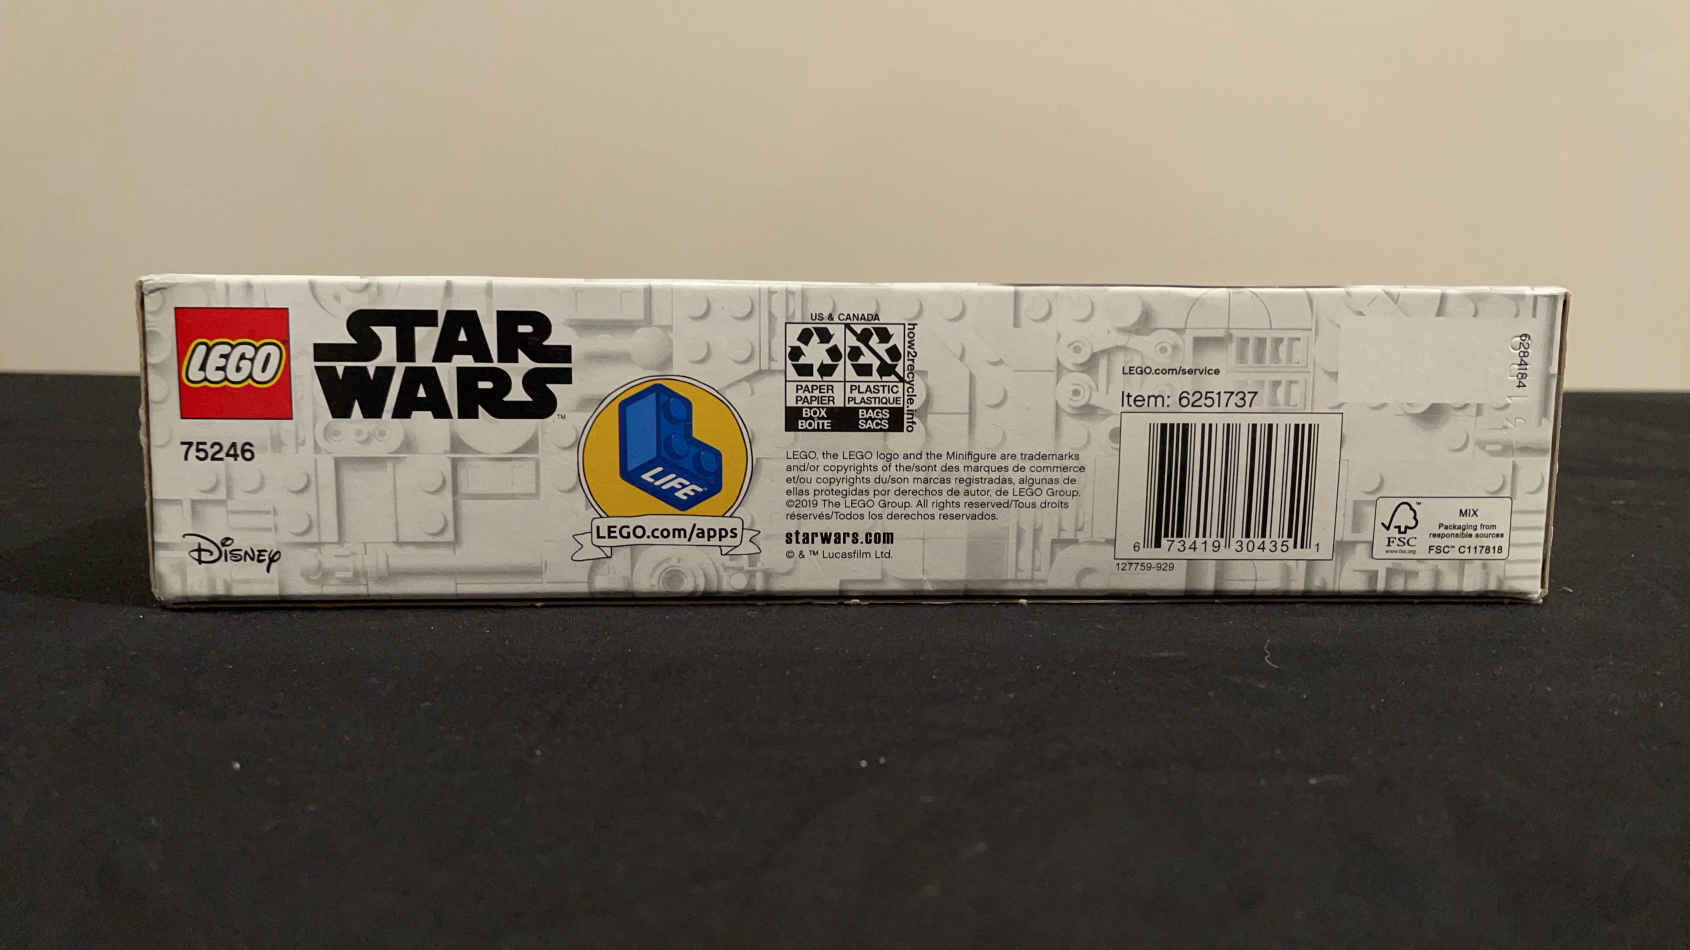 LEGO
STAR
WARS™
75246
Disney
LIFE
LEGO.com/apps
US & CANADA
PAPER
PAPIER
BOX
BOÎTE
PLASTIC
PLASTIQUE
BAGS
SACS
how2recycle.info
LEGO, the LEGO logo and the Minifigure are trademarks
and/or copyrights of the/sont des marques de commerce
et/ou copyrights du/son marcas registradas, algunas de
ellas protegidas por derechos de autor, de LEGO Group.
©2019 The LEGO Group. All rights reserved/Tous droits
réservés/Todos los derechos reservados.
starwars.com
© & ™ Lucasfilm Ltd.
LEGO.com/service
Item: 6251737
6 73419 30435 1
127759-929
6284184
FSC
www.fsc.org
MIX
Packaging from
responsible sources
FSC™ C117818